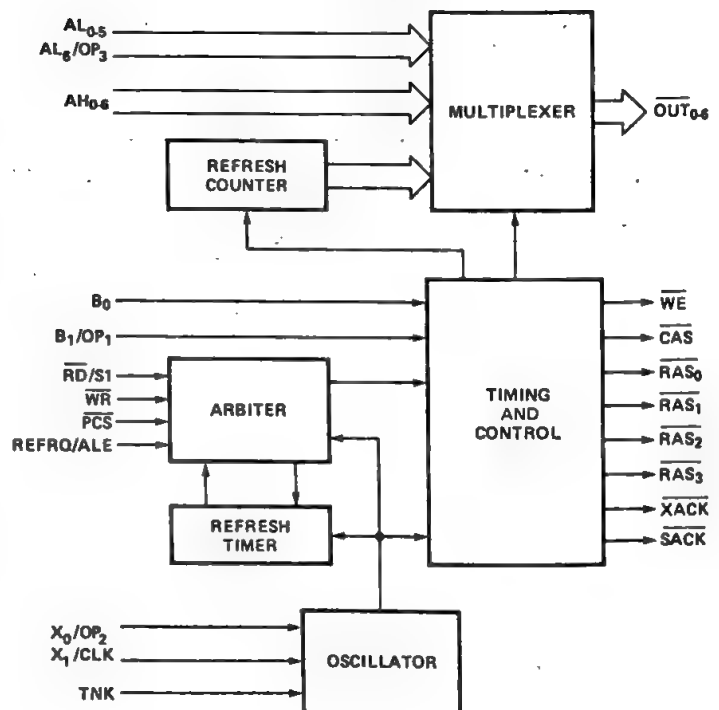 AL0-5
AL6/OP3
AH0-6
MULTIPLEXER
OUT0-6
REFRESH
COUNTER
B0
B1/OP1
RD/S1
WR
PCS
REFRQ/ALE
ARBITER
REFRESH
TIMER
TIMING
AND
CONTROL
WE
CAS
RAS0
RAS1
RAS2
RAS3
XACK
SACK
X0/OP2
X1/CLK
TNK
OSCILLATOR